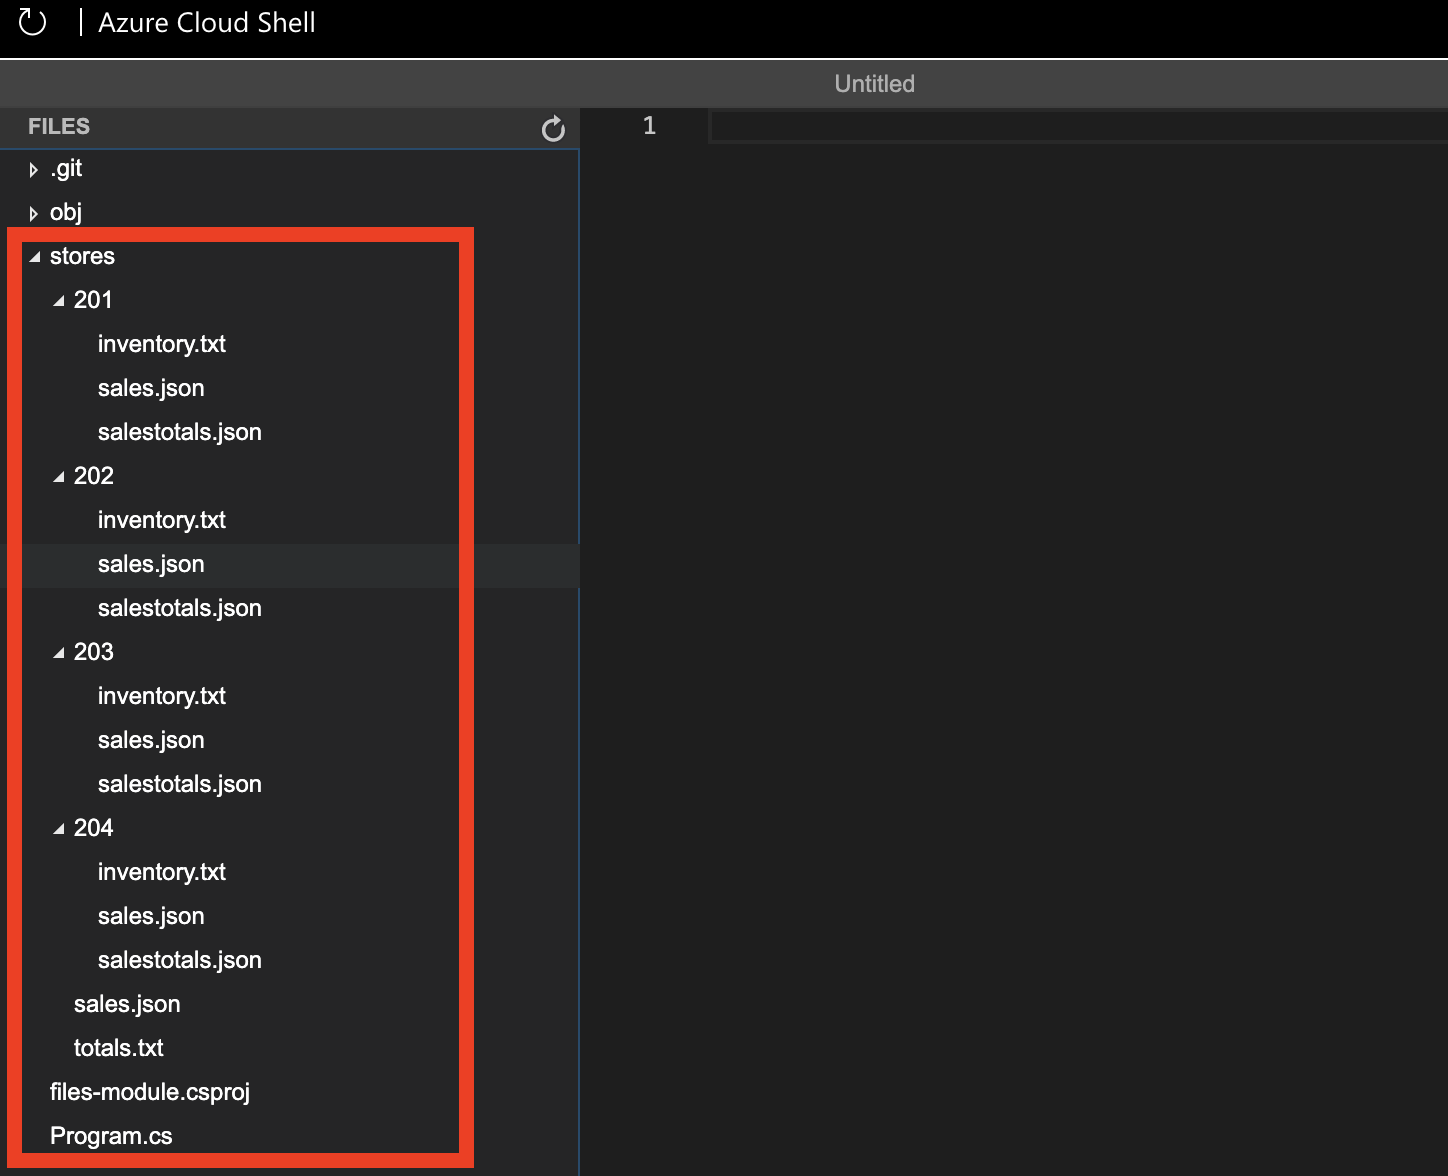 Azure Cloud Shell
Untitled
FILES
1
.git
obj
stores
201
inventory.txt
sales.json
salestotals.json
202
inventory.txt
sales.json
salestotals.json
203
inventory.txt
sales.json
salestotals.json
204
inventory.txt
sales.json
salestotals.json
sales.json
totals.txt
files-module.csproj
Program.cs